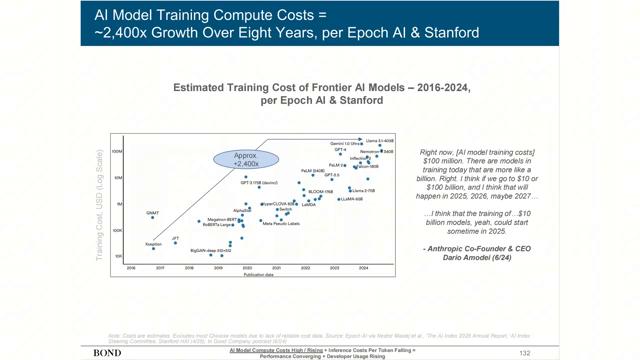 AI Model Training Compute Costs =
~2,400x Growth Over Eight Years, per Epoch AI & Stanford
Estimated Training Cost of Frontier AI Models – 2016-2024,
per Epoch AI & Stanford
Training Cost, USD (Log Scale)
100M
10M
1M
100K
10K
Approx.
+2,400x
Gemini 1.0 Ultra
Llama 3.1-405B
GPT-4
Nemotron-4 340B
Inflection-2
Falcon-180B
PaLM 2
PaLM (540B)
GPT-3.5
GPT-3 175B (davinci)
BLOOM-176B
Llama 2-70B
LLaMA-65B
HyperCLOVA 82B
LaMDA
AlphaStar
Switch
GNMT
Megatron-BERT
RoBERTa Large
Meta Pseudo Labels
JFT
Xception
BigGAN-deep 512x512
2016 2017 2018 2019 2020 2021 2022 2023 2024
Publication date
Right now, [AI model training costs]
$100 million. There are models in
training today that are more like a
billion. Right. I think if we go to $10 or
$100 billion, and I think that will
happen in 2025, 2026, maybe 2027…
…I think that the training of…$10
billion models, yeah, could start
sometime in 2025.
- Anthropic Co-Founder & CEO
Dario Amodei (6/24)
Note: Costs are estimates. Excludes most Chinese models due to lack of reliable cost data. Source: Epoch AI via Nestor Maslej et al., 'The AI Index 2025 Annual Report,' AI Index
Steering Committee, Stanford HAI (4/25); In Good Company podcast (6/24)
BOND
AI Model Compute Costs High / Rising + Inference Costs Per Token Falling =
Performance Converging + Developer Usage Rising
132